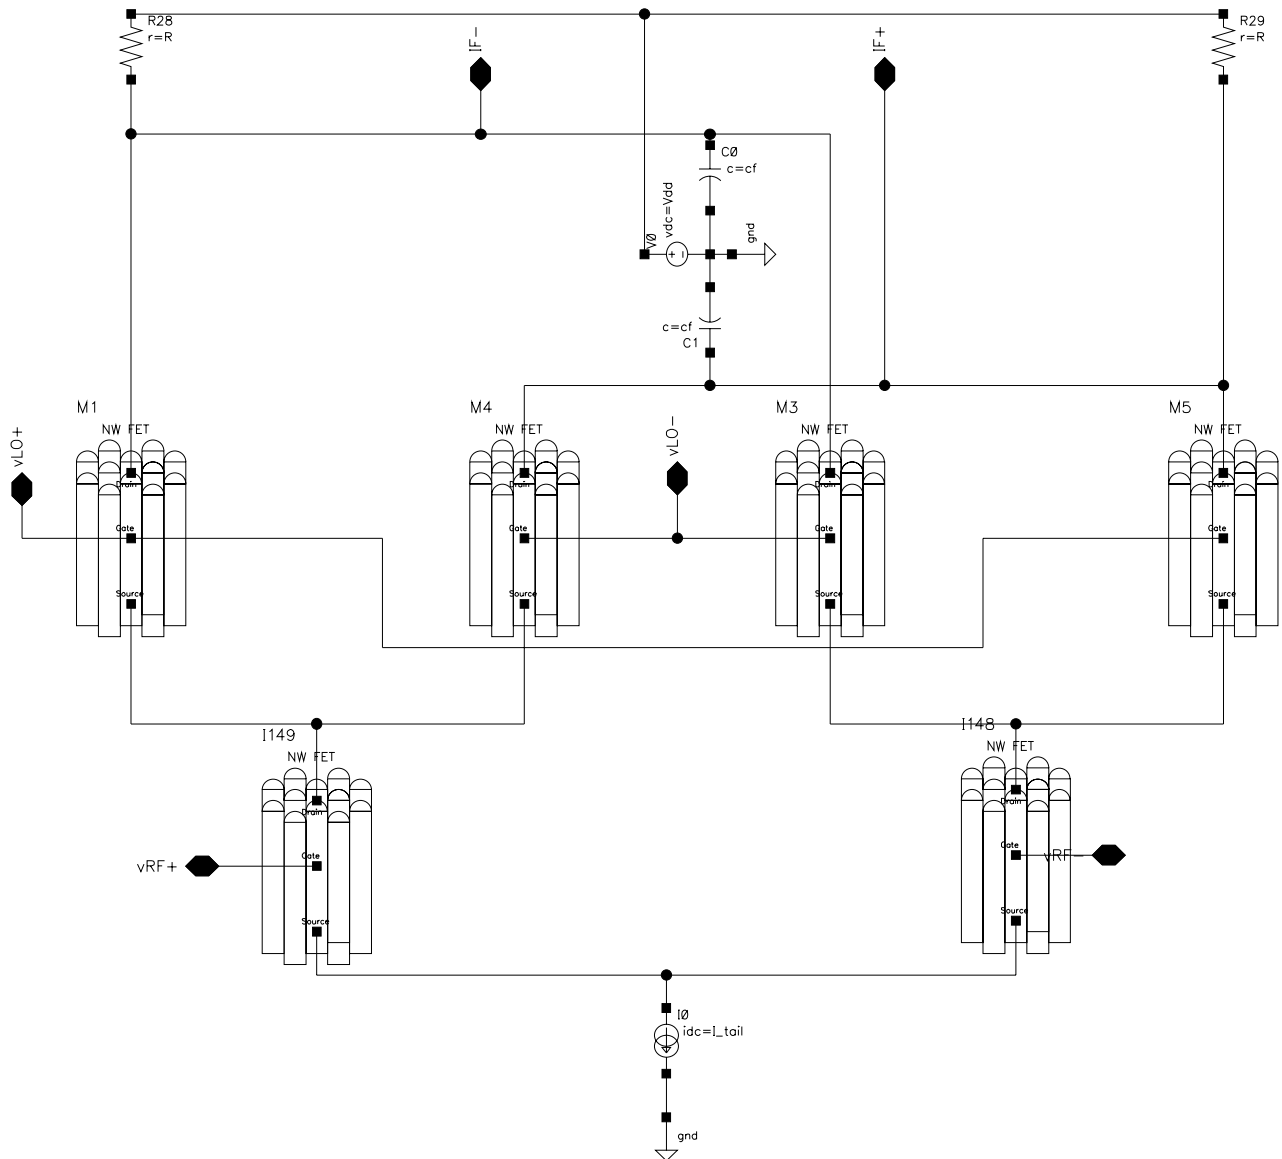 R28
r=R
IF-
IF+
R29
r=R
C0
c=cf
vdc=Vdd
V0
gnd
c=cf
C1
M1
NW FET
M4
NW FET
vLO-
M3
NW FET
M5
NW FET
vLO+
Drain
Drain
Drain
Drain
Gate
Gate
Gate
Gate
Source
Source
Source
Source
I149
NW FET
I148
NW FET
Drain
Drain
vRF+
Gate
Gate
vRF-
Source
Source
I0
idc=I_tail
gnd
+ -